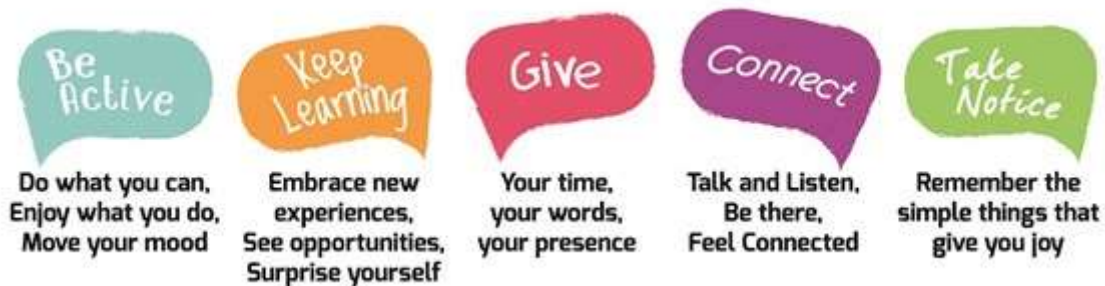 Be
Active
Do what you can,
Enjoy what you do,
Move your mood
Keep
Learning
Embrace new
experiences,
See opportunities,
Surprise yourself
Give
Your time,
your words,
your presence
Connect
Talk and Listen,
Be there,
Feel Connected
Take
Notice
Remember the
simple things that
give you joy